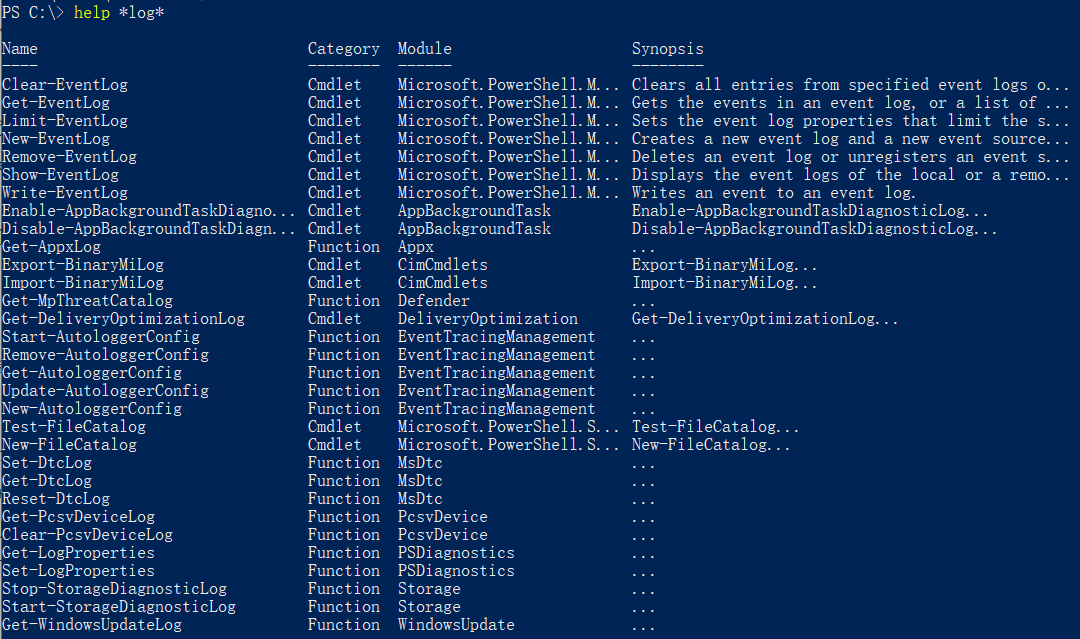 PS C:\> help *log*
Name Category Module Synopsis
---- -------- ------ --------
Clear-EventLog Cmdlet Microsoft.PowerShell.M... Clears all entries from specified event logs o...
Get-EventLog Cmdlet Microsoft.PowerShell.M... Gets the events in an event log, or a list of ...
Limit-EventLog Cmdlet Microsoft.PowerShell.M... Sets the event log properties that limit the s...
New-EventLog Cmdlet Microsoft.PowerShell.M... Creates a new event log and a new event source...
Remove-EventLog Cmdlet Microsoft.PowerShell.M... Deletes an event log or unregisters an event s...
Show-EventLog Cmdlet Microsoft.PowerShell.M... Displays the event logs of the local or a remo...
Write-EventLog Cmdlet Microsoft.PowerShell.M... Writes an event to an event log.
Enable-AppBackgroundTaskDiagno... Cmdlet AppBackgroundTask Enable-AppBackgroundTaskDiagnosticLog...
Disable-AppBackgroundTaskDiagn... Cmdlet AppBackgroundTask Disable-AppBackgroundTaskDiagnosticLog...
Get-AppxLog Function Appx ...
Export-BinaryMiLog Cmdlet CimCmdlets Export-BinaryMiLog...
Import-BinaryMiLog Cmdlet CimCmdlets Import-BinaryMiLog...
Get-MpThreatCatalog Function Defender ...
Get-DeliveryOptimizationLog Cmdlet DeliveryOptimization Get-DeliveryOptimizationLog...
Start-AutologgerConfig Function EventTracingManagement ...
Remove-AutologgerConfig Function EventTracingManagement ...
Get-AutologgerConfig Function EventTracingManagement ...
Update-AutologgerConfig Function EventTracingManagement ...
New-AutologgerConfig Function EventTracingManagement ...
Test-FileCatalog Cmdlet Microsoft.PowerShell.S... Test-FileCatalog...
New-FileCatalog Cmdlet Microsoft.PowerShell.S... New-FileCatalog...
Set-DtcLog Function MsDtc ...
Get-DtcLog Function MsDtc ...
Reset-DtcLog Function MsDtc ...
Get-PcsvDeviceLog Function PcsvDevice ...
Clear-PcsvDeviceLog Function PcsvDevice ...
Get-LogProperties Function PSDiagnostics ...
Set-LogProperties Function PSDiagnostics ...
Stop-StorageDiagnosticLog Function Storage ...
Start-StorageDiagnosticLog Function Storage ...
Get-WindowsUpdateLog Function WindowsUpdate ...